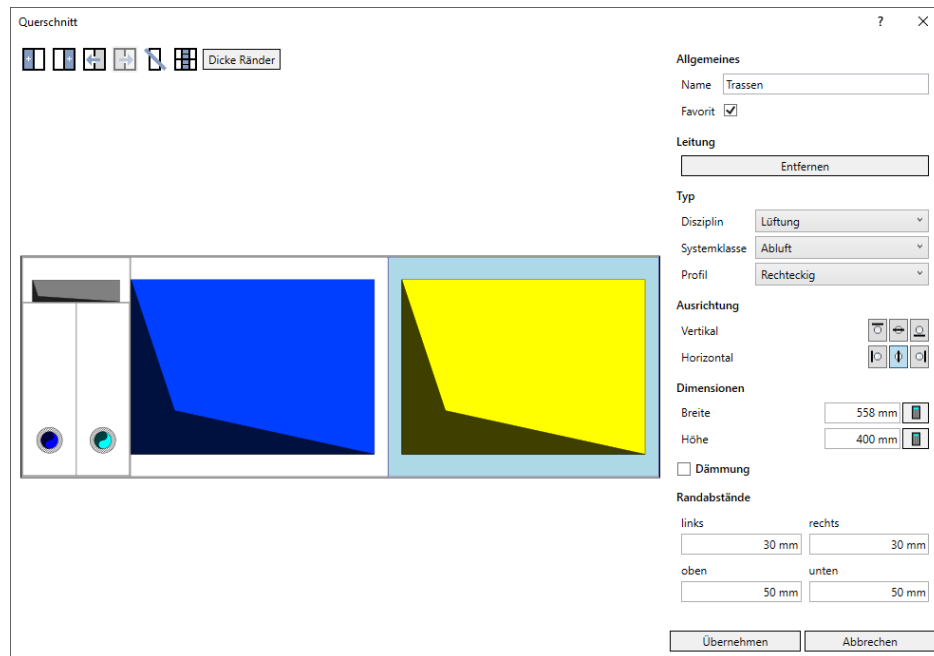 Querschnitt
?
Dicke Ränder
Allgemeines
Name Trassen
Favorit
Leitung
Entfernen
Typ
Disziplin Lüftung
Systemklasse Abluft
Profil Rechteckig
Ausrichtung
Vertikal
Horizontal
Dimensionen
Breite 558 mm
Höhe 400 mm
Dämmung
Randabstände
links rechts
30 mm 30 mm
oben unten
50 mm 50 mm
Übernehmen Abbrechen